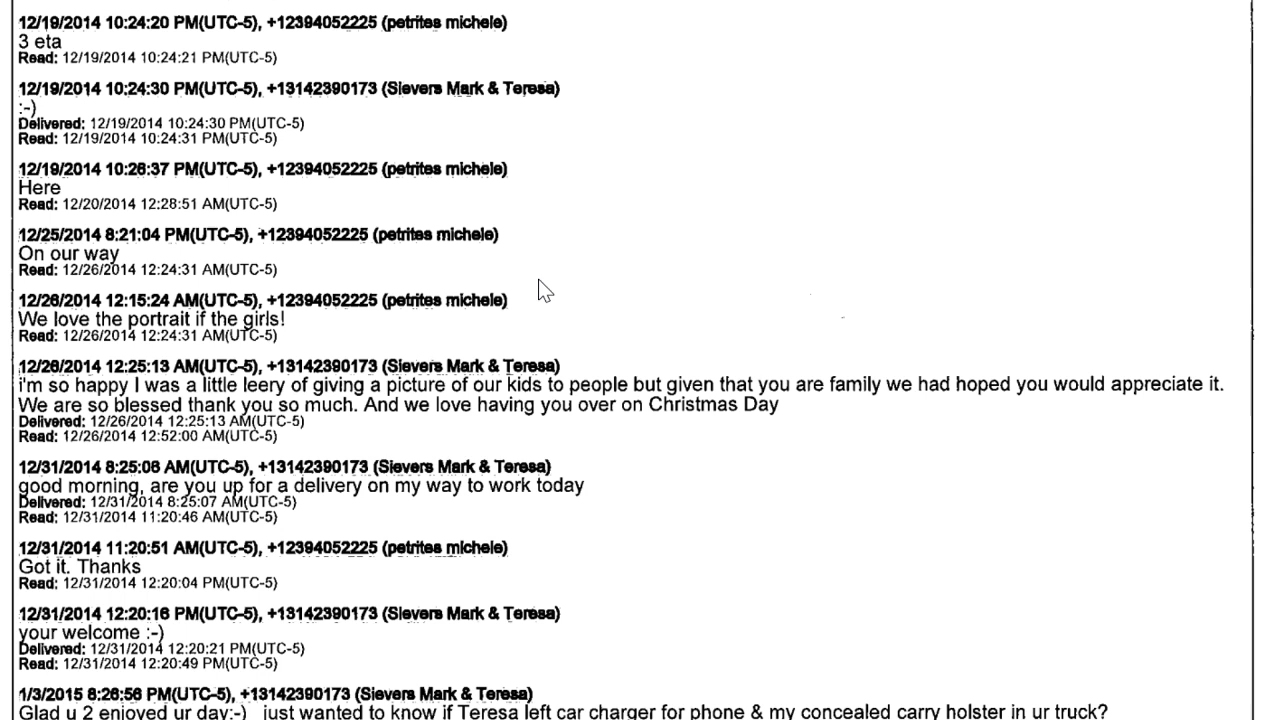 12/19/2014 10:24:20 PM(UTC-5), +12394052225 (petrites michele)
3 eta
Read: 12/19/2014 10:24:21 PM(UTC-5)
12/19/2014 10:24:30 PM(UTC-5), +13142390173 (Sievers Mark & Teresa)
:-)
Delivered: 12/19/2014 10:24:30 PM(UTC-5)
Read: 12/19/2014 10:24:31 PM(UTC-5)
12/19/2014 10:26:37 PM(UTC-5), +12394052225 (petrites michele)
Here
Read: 12/20/2014 12:28:51 AM(UTC-5)
12/25/2014 8:21:04 PM(UTC-5), +12394052225 (petrites michele)
On our way
Read: 12/26/2014 12:24:31 AM(UTC-5)
12/26/2014 12:15:24 AM(UTC-5), +12394052225 (petrites michele)
We love the portrait if the girls!
Read: 12/26/2014 12:24:31 AM(UTC-5)
12/26/2014 12:25:13 AM(UTC-5), +13142390173 (Sievers Mark & Teresa)
i'm so happy I was a little leery of giving a picture of our kids to people but given that you are family we had hoped you would appreciate it.
We are so blessed thank you so much. And we love having you over on Christmas Day
Delivered: 12/26/2014 12:25:13 AM(UTC-5)
Read: 12/26/2014 12:52:00 AM(UTC-5)
12/31/2014 8:25:06 AM(UTC-5), +13142390173 (Sievers Mark & Teresa)
good morning, are you up for a delivery on my way to work today
Delivered: 12/31/2014 8:25:07 AM(UTC-5)
Read: 12/31/2014 11:20:46 AM(UTC-5)
12/31/2014 11:20:51 AM(UTC-5), +12394052225 (petrites michele)
Got it. Thanks
Read: 12/31/2014 12:20:04 PM(UTC-5)
12/31/2014 12:20:16 PM(UTC-5), +13142390173 (Sievers Mark & Teresa)
your welcome :-)
Delivered: 12/31/2014 12:20:21 PM(UTC-5)
Read: 12/31/2014 12:20:49 PM(UTC-5)
1/3/2015 8:26:56 PM(UTC-5), +13142390173 (Sievers Mark & Teresa)
Glad u 2 enjoyed ur day:-) just wanted to know if Teresa left car charger for phone & my concealed carry holster in ur truck?